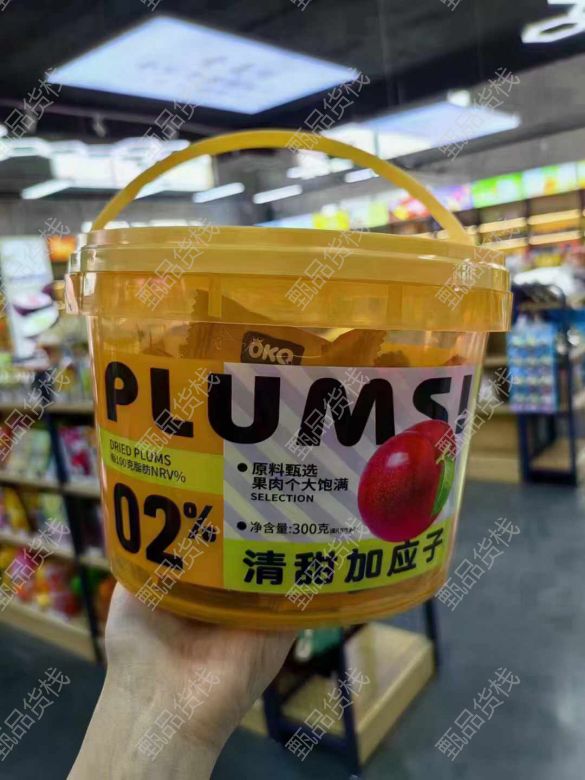 ÖKO
PLUMS!
DRIED PLUMS
每100克脂肪NRV%
02%
• 原料甄选
果肉个大饱满
SELECTION
• 净含量:300克
清甜加应子
甄品货栈